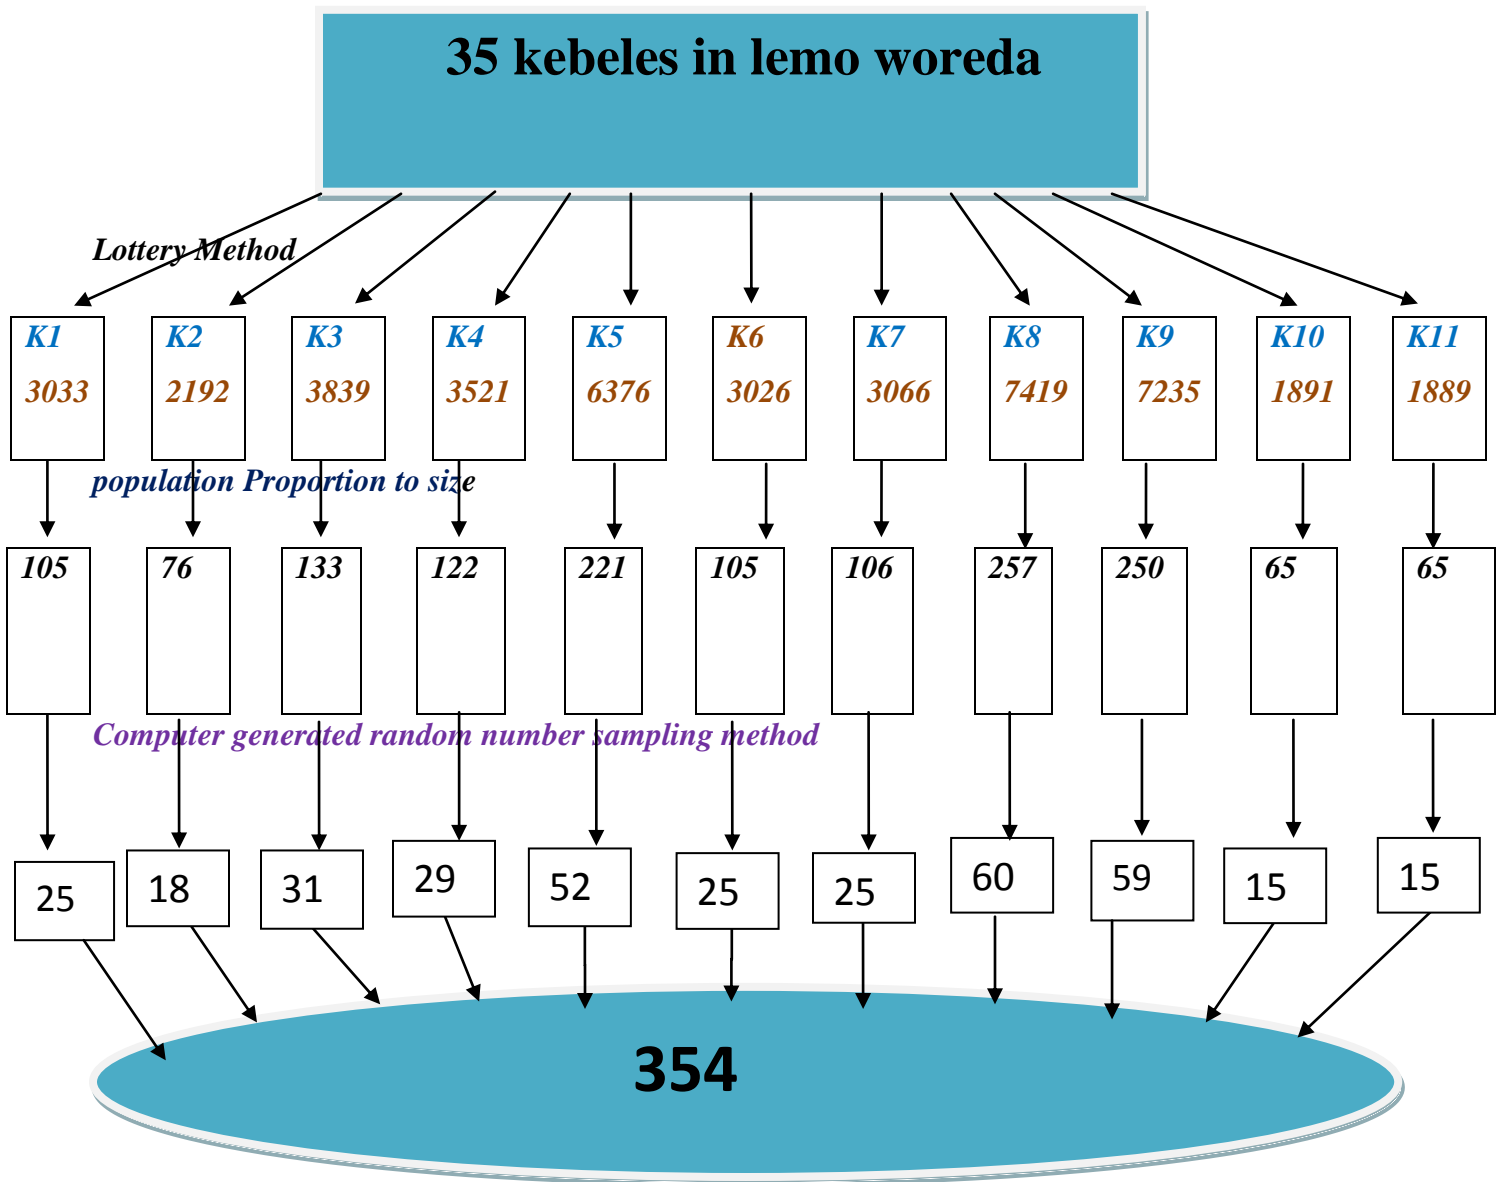 35 kebeles in lemo woreda
Lottery Method
K1 K2 K3 K4 K5 K6 K7 K8 K9 K10 K11
3033 2192 3839 3521 6376 3026 3066 7419 7235 1891 1889
population Proportion to size
105 76 133 122 221 105 106 257 250 65 65
Computer generated random number sampling method
25 18 31 29 52 25 25 60 59 15 15
354